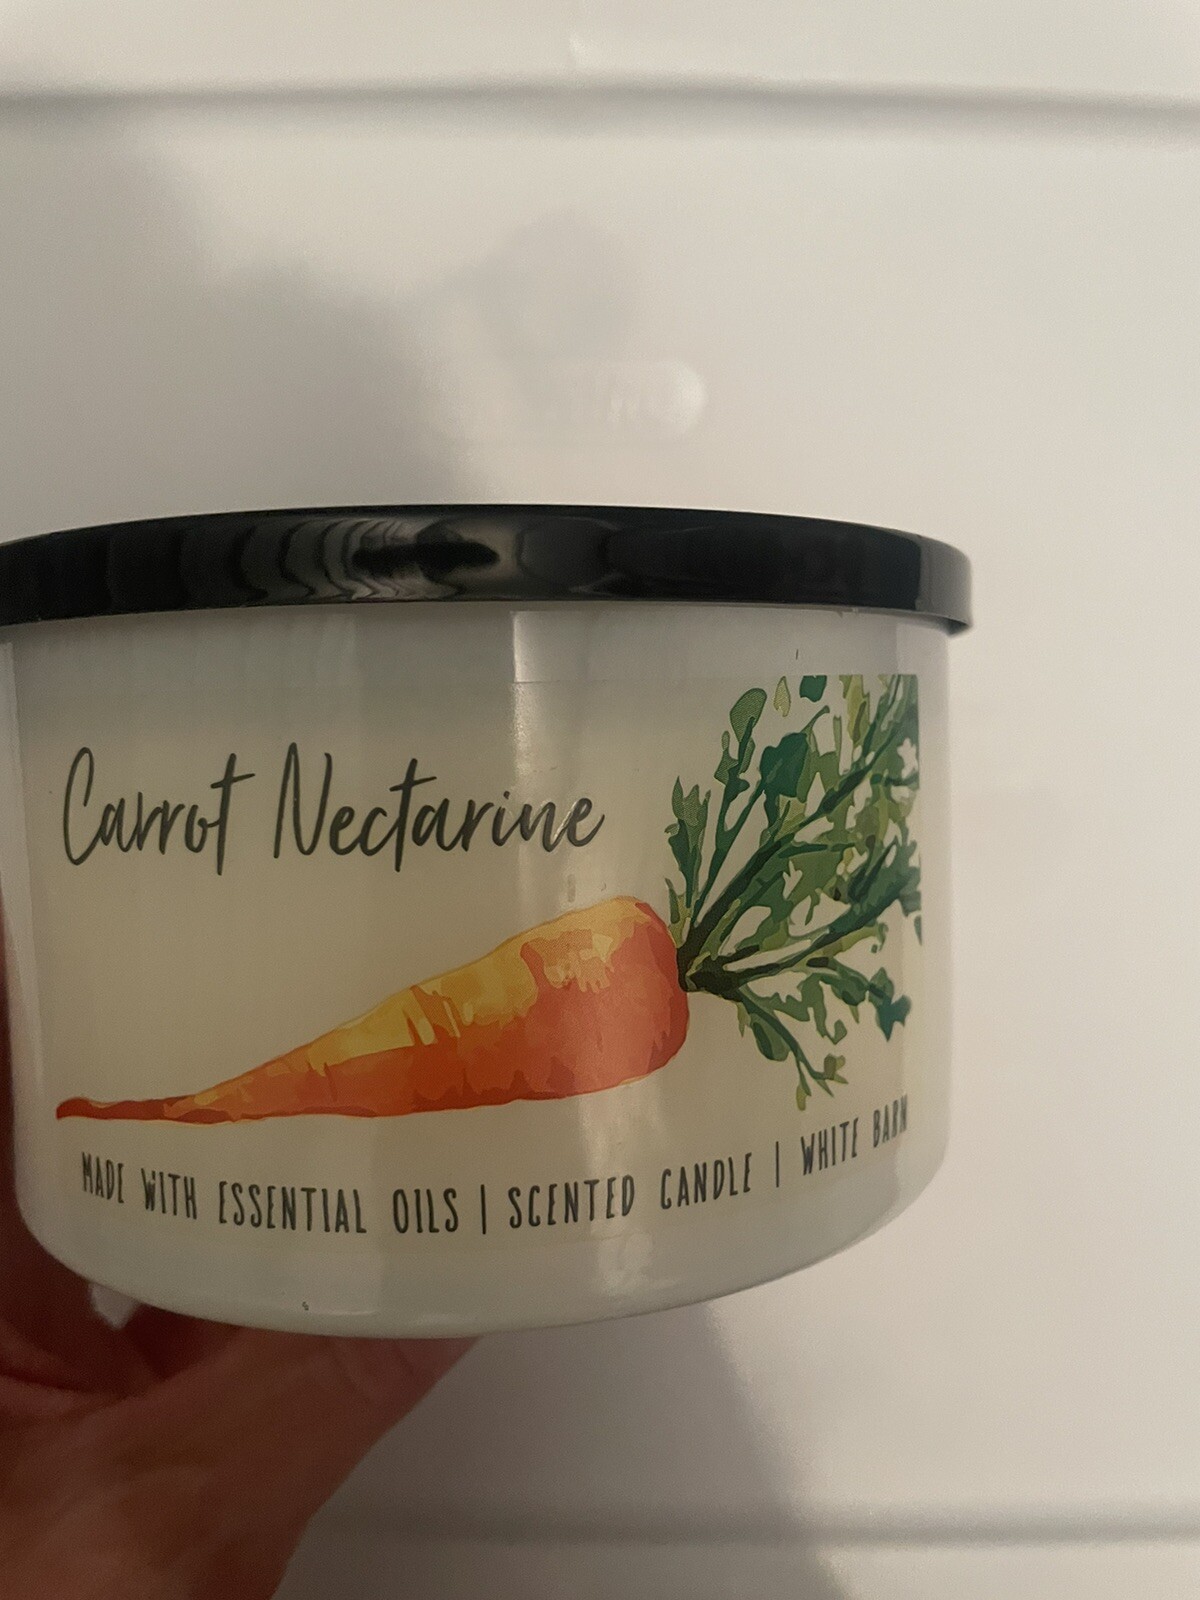 Carrot Nectarine
MADE WITH ESSENTIAL OILS | SCENTED CANDLE | WHITE BARN